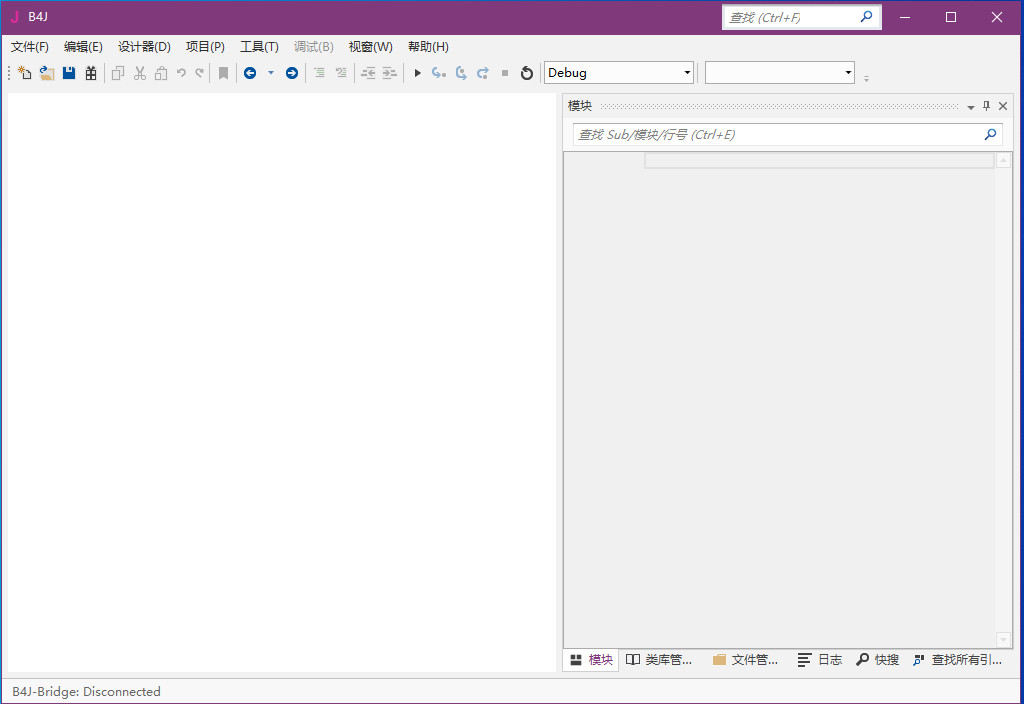 B4J
查找 (Ctrl+F)
文件(F) 编辑(E) 设计器(D) 项目(P) 工具(T) 调试(B) 视窗(W) 帮助(H)
Debug
模块
查找 Sub/模块/行号 (Ctrl+E)
模块 类库管... 文件管... 日志 快搜 查找所有引...
B4J-Bridge: Disconnected